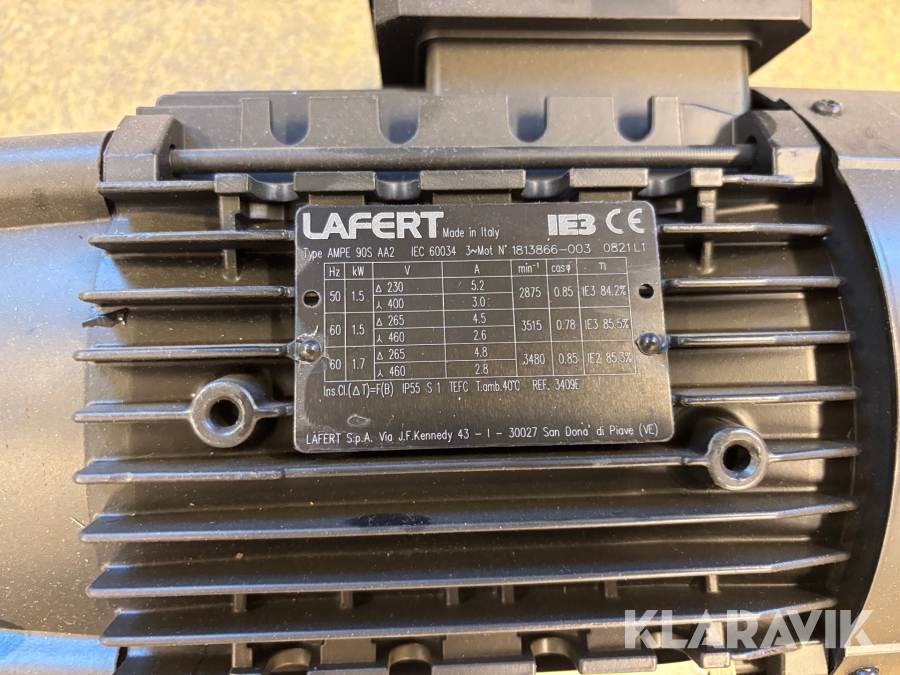 LAFERT Made in Italy IE3 CE
Type AMPE 90S AA2 IEC 60034 3~Mot N° 1813866-003 0821 L1
Hz kW V A min⁻¹ cosφ η
50 1.5 Δ 230 5.2 2875 0.85 IE3 84.2%
⅄ 400 3.0
60 1.5 Δ 265 4.5 3515 0.78 IE3 85.5%
⅄ 460 2.6
60 1.7 Δ 265 4.8 3480 0.85 IE2 85.3%
⅄ 460 2.8
Ins.Cl.(ΔT)=F(B) IP55 S 1 TEFC T.amb.40°C REF. 3409E
LAFERT S.p.A. Via J.F.Kennedy 43 - I - 30027 San Dona' di Piave (VE)
KLARAVIK